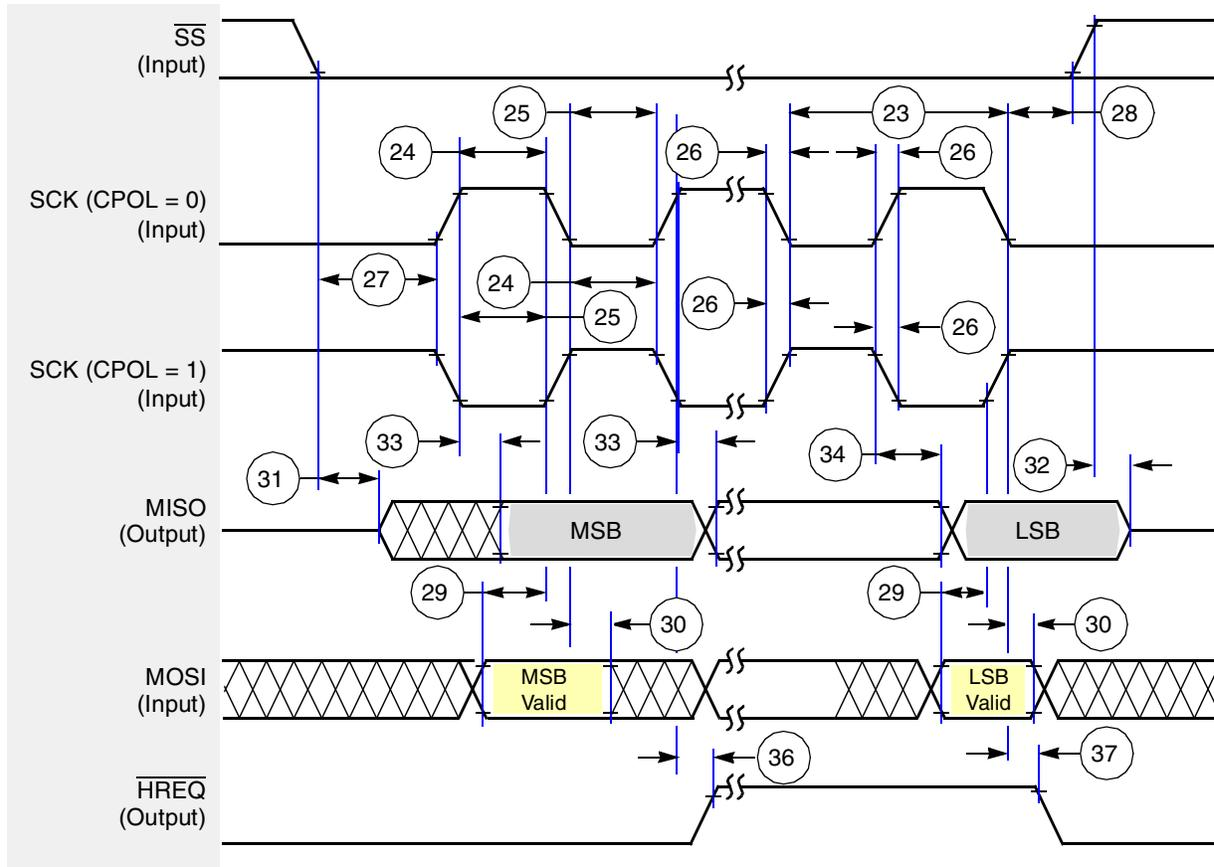 SS
(Input)
25
23
28
24
26
26
SCK (CPOL = 0)
(Input)
27
24
26
25
26
SCK (CPOL = 1)
(Input)
33
33
34
31
32
MISO
(Output)
MSB
LSB
29
29
30
30
MOSI
(Input)
MSB
Valid
LSB
Valid
36
37
HREQ
(Output)